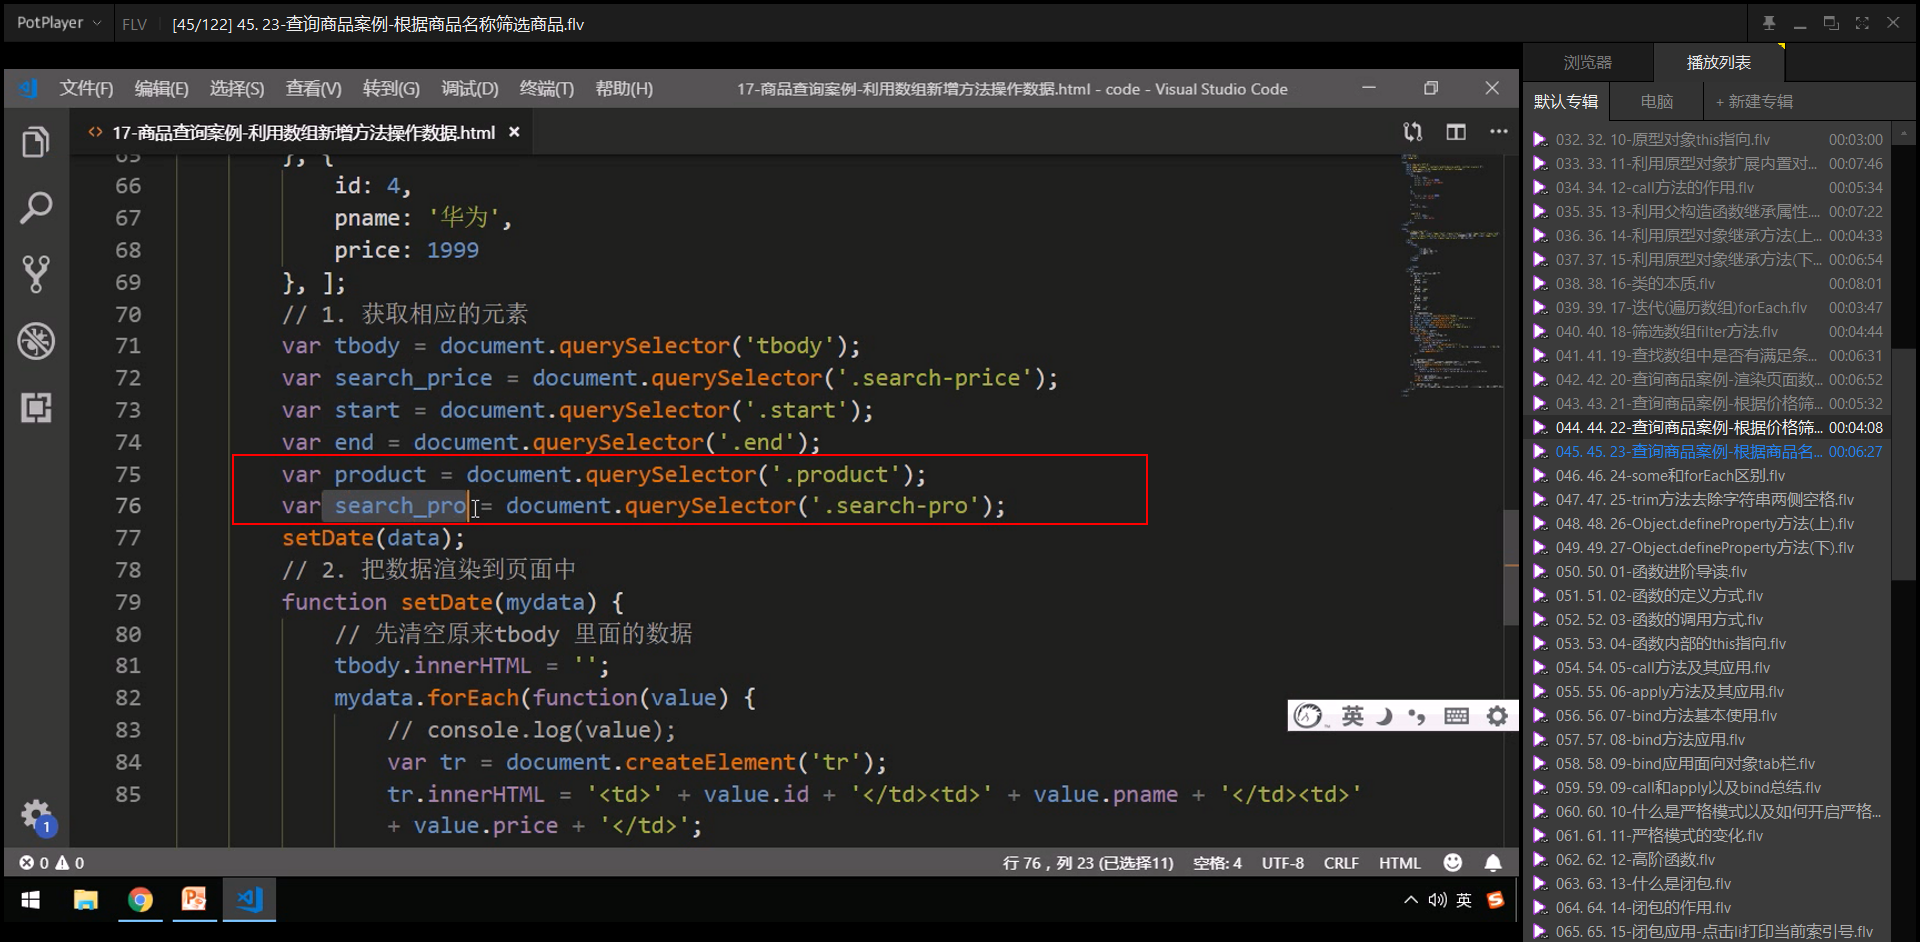 PotPlayer
FLV
[45/122] 45. 23-查询商品案例-根据商品名称筛选商品.flv
文件(F) 编辑(E) 选择(S) 查看(V) 转到(G) 调试(D) 终端(T) 帮助(H)
17-商品查询案例-利用数组新增方法操作数据.html - code - Visual Studio Code
<> 17-商品查询案例-利用数组新增方法操作数据.html ×
65 }, {
66 id: 4,
67 pname: '华为',
68 price: 1999
69 }, ];
70 // 1. 获取相应的元素
71 var tbody = document.querySelector('tbody');
72 var search_price = document.querySelector('.search-price');
73 var start = document.querySelector('.start');
74 var end = document.querySelector('.end');
75 var product = document.querySelector('.product');
76 var search_pro = document.querySelector('.search-pro');
77 setDate(data);
78 // 2. 把数据渲染到页面中
79 function setDate(mydata) {
80 // 先清空原来tbody 里面的数据
81 tbody.innerHTML = '';
82 mydata.forEach(function(value) {
83 // console.log(value);
84 var tr = document.createElement('tr');
85 tr.innerHTML = '<td>' + value.id + '</td><td>' + value.pname + '</td><td>'
+ value.price + '</td>';
英
1
0 0
行 76，列 23 (已选择11) 空格: 4 UTF-8 CRLF HTML
英
浏览器 播放列表
默认专辑 电脑 + 新建专辑
032. 32. 10-原型对象this指向.flv 00:03:00
033. 33. 11-利用原型对象扩展内置对... 00:07:46
034. 34. 12-call方法的作用.flv 00:05:34
035. 35. 13-利用父构造函数继承属性.... 00:07:22
036. 36. 14-利用原型对象继承方法(上... 00:04:33
037. 37. 15-利用原型对象继承方法(下... 00:06:54
038. 38. 16-类的本质.flv 00:08:01
039. 39. 17-迭代(遍历数组)forEach.flv 00:03:47
040. 40. 18-筛选数组filter方法.flv 00:04:44
041. 41. 19-查找数组中是否有满足条... 00:06:31
042. 42. 20-查询商品案例-渲染页面数... 00:06:52
043. 43. 21-查询商品案例-根据价格筛... 00:05:32
044. 44. 22-查询商品案例-根据价格筛... 00:04:08
045. 45. 23-查询商品案例-根据商品名... 00:06:27
046. 46. 24-some和forEach区别.flv
047. 47. 25-trim方法去除字符串两侧空格.flv
048. 48. 26-Object.defineProperty方法(上).flv
049. 49. 27-Object.defineProperty方法(下).flv
050. 50. 01-函数进阶导读.flv
051. 51. 02-函数的定义方式.flv
052. 52. 03-函数的调用方式.flv
053. 53. 04-函数内部的this指向.flv
054. 54. 05-call方法及其应用.flv
055. 55. 06-apply方法及其应用.flv
056. 56. 07-bind方法基本使用.flv
057. 57. 08-bind方法应用.flv
058. 58. 09-bind应用面向对象tab栏.flv
059. 59. 09-call和apply以及bind总结.flv
060. 60. 10-什么是严格模式以及如何开启严格...
061. 61. 11-严格模式的变化.flv
062. 62. 12-高阶函数.flv
063. 63. 13-什么是闭包.flv
064. 64. 14-闭包的作用.flv
065. 65. 15-闭包应用-点击li打印当前索引号.flv